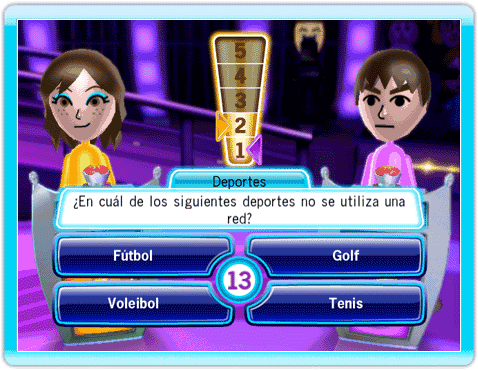 5
4
3
2
1
Deportes
¿En cuál de los siguientes deportes no se utiliza una
red?
Fútbol
Golf
13
Voleibol
Tenis